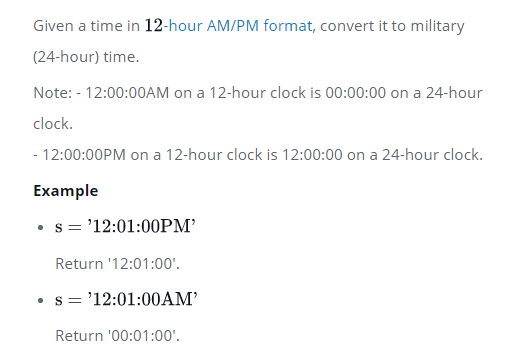 Given a time in 12-hour AM/PM format, convert it to military
(24-hour) time.
Note: - 12:00:00AM on a 12-hour clock is 00:00:00 on a 24-hour
clock.
- 12:00:00PM on a 12-hour clock is 12:00:00 on a 24-hour clock.
Example
• s = ’12:01:00PM’
Return '12:01:00'.
• s = ’12:01:00AM’
Return '00:01:00'.